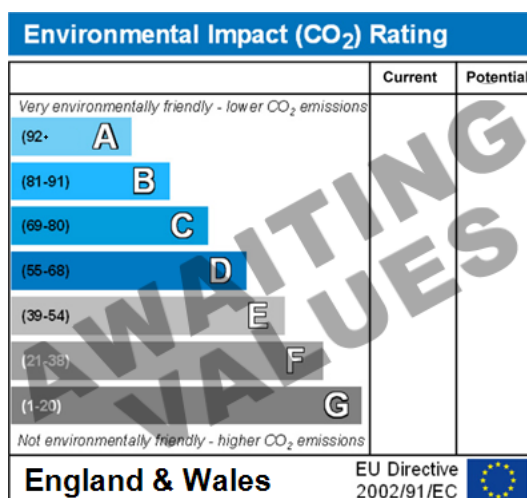 Environmental Impact (CO2) Rating
Current Potential
Very environmentally friendly - lower CO2 emissions
(92+ A
(81-91) B
(69-80) C
(55-68) D
(39-54) E
(21-38) F
(1-20) G
AWAITING
VALUES
Not environmentally friendly - higher CO2 emissions
England & Wales
EU Directive
2002/91/EC